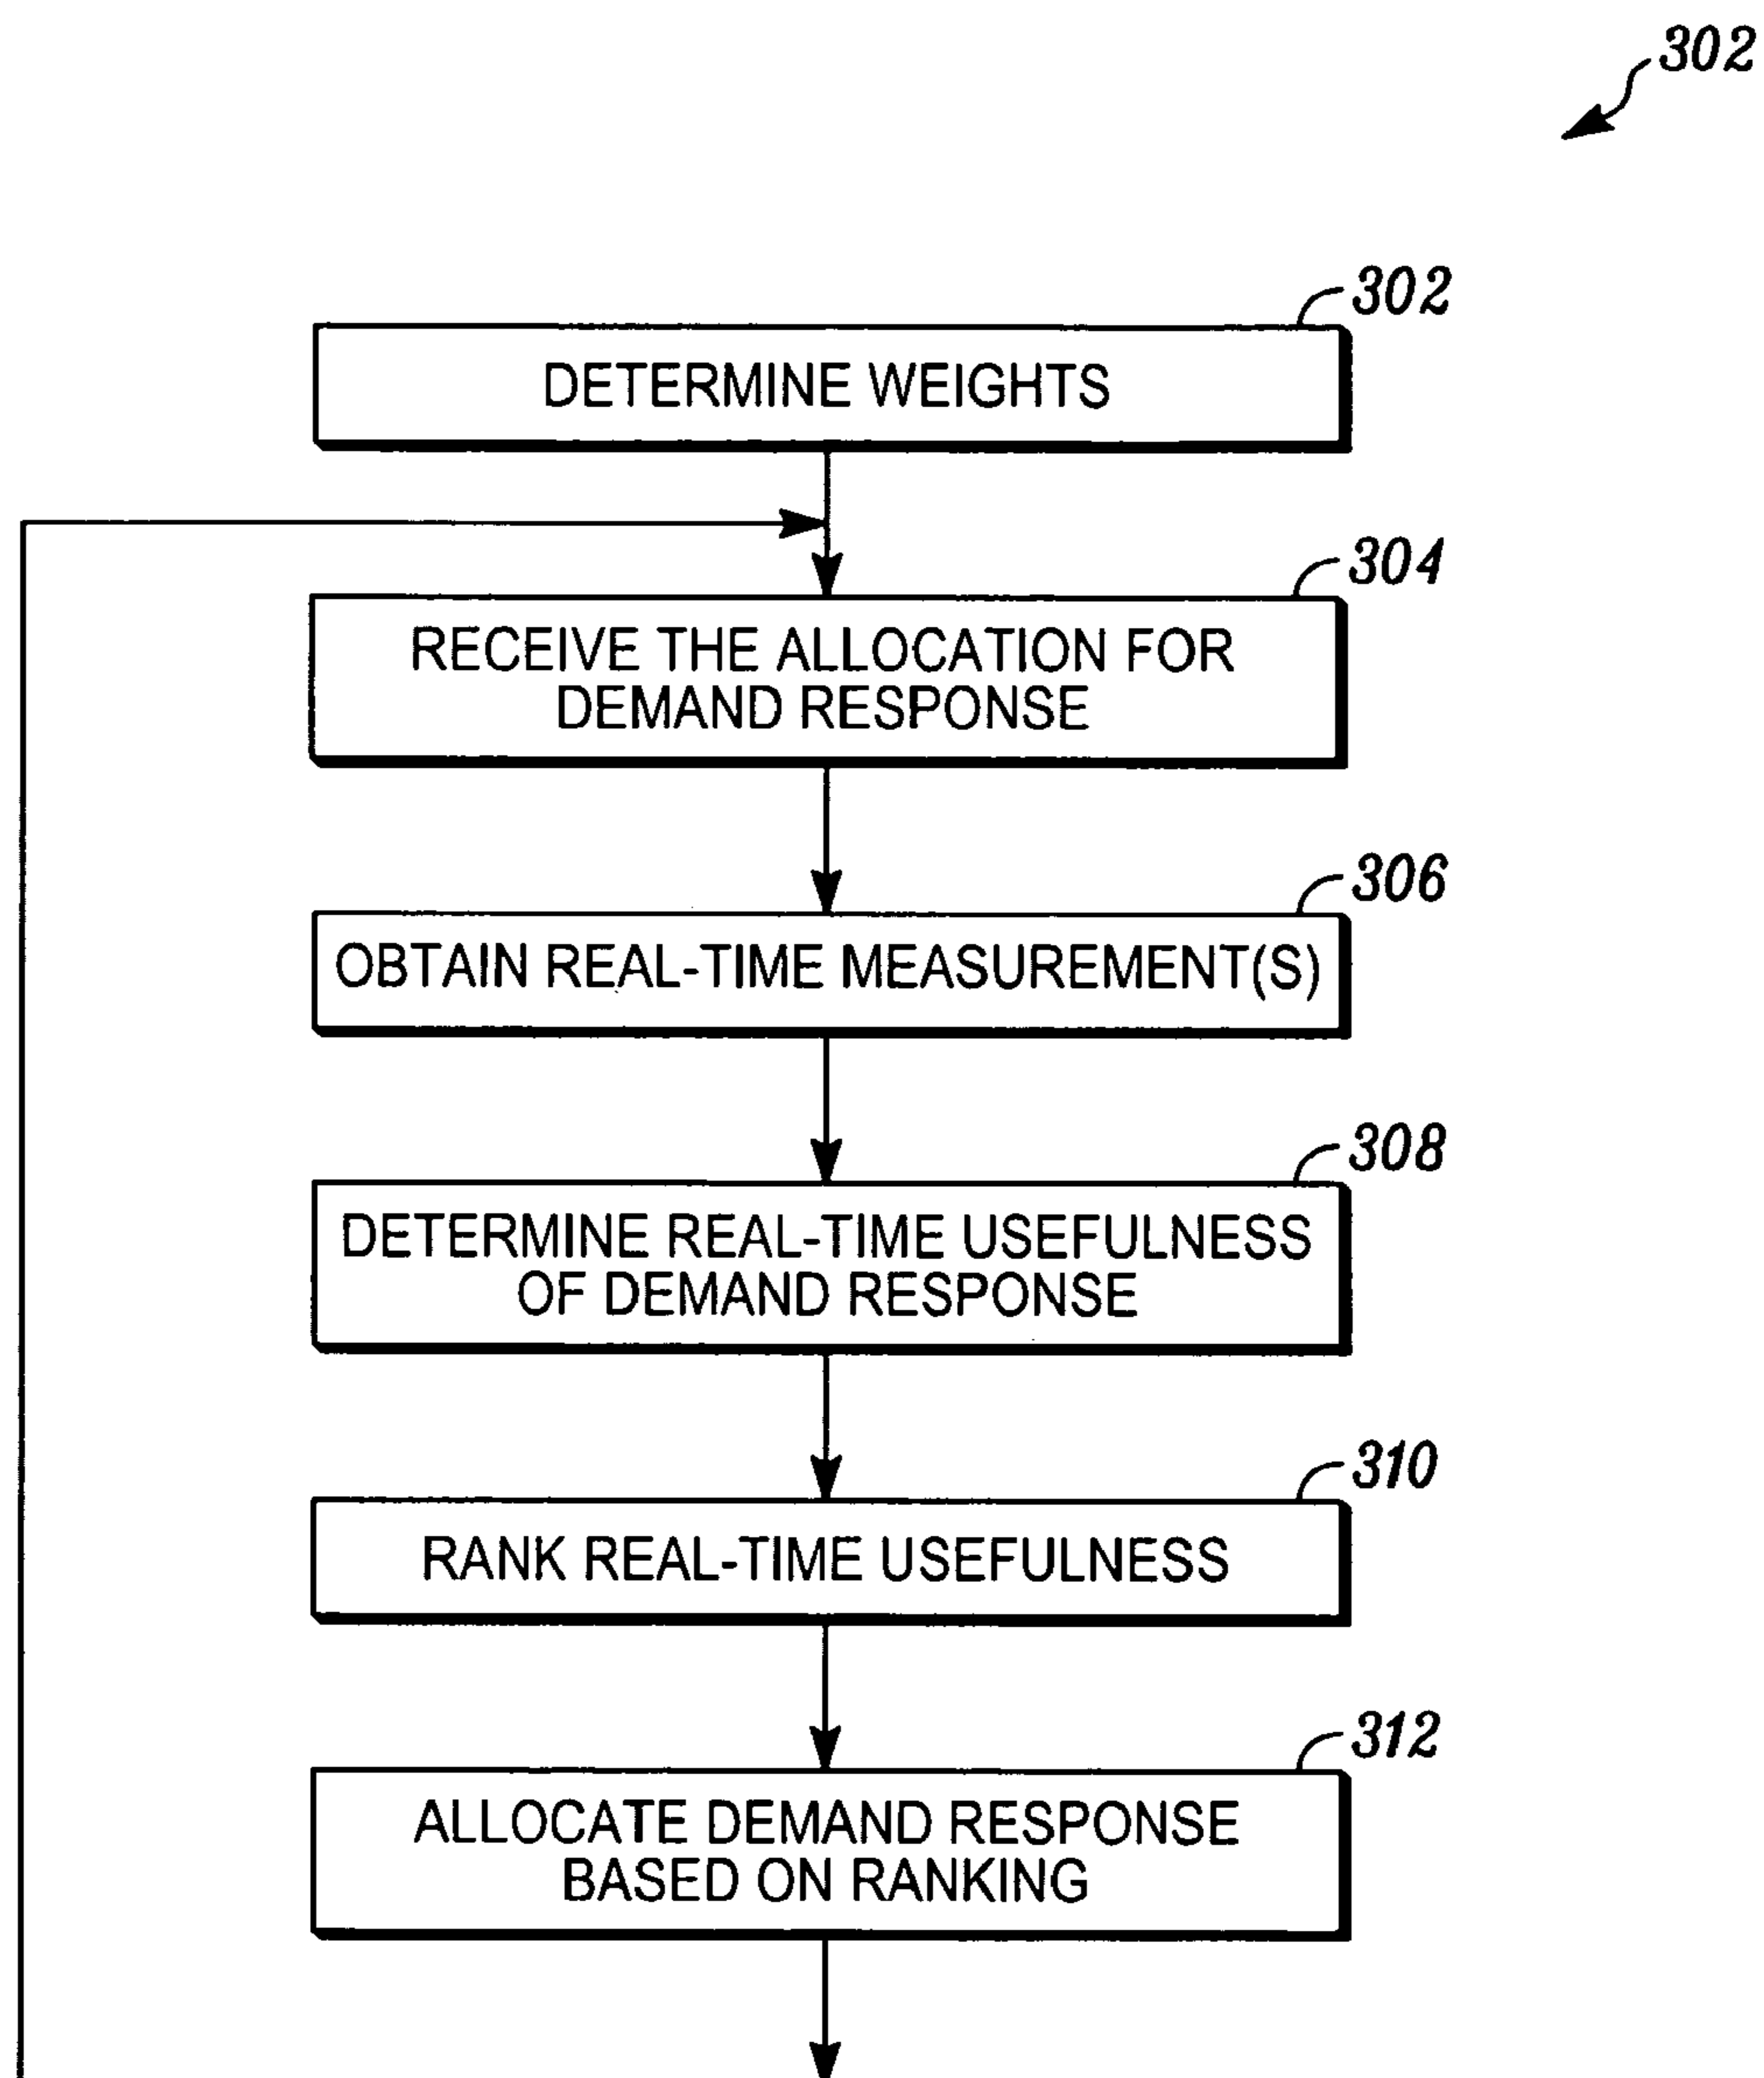 302
302
DETERMINE WEIGHTS
304
RECEIVE THE ALLOCATION FOR
DEMAND RESPONSE
306
OBTAIN REAL-TIME MEASUREMENT(S)
308
DETERMINE REAL-TIME USEFULNESS
OF DEMAND RESPONSE
310
RANK REAL-TIME USEFULNESS
312
ALLOCATE DEMAND RESPONSE
BASED ON RANKING